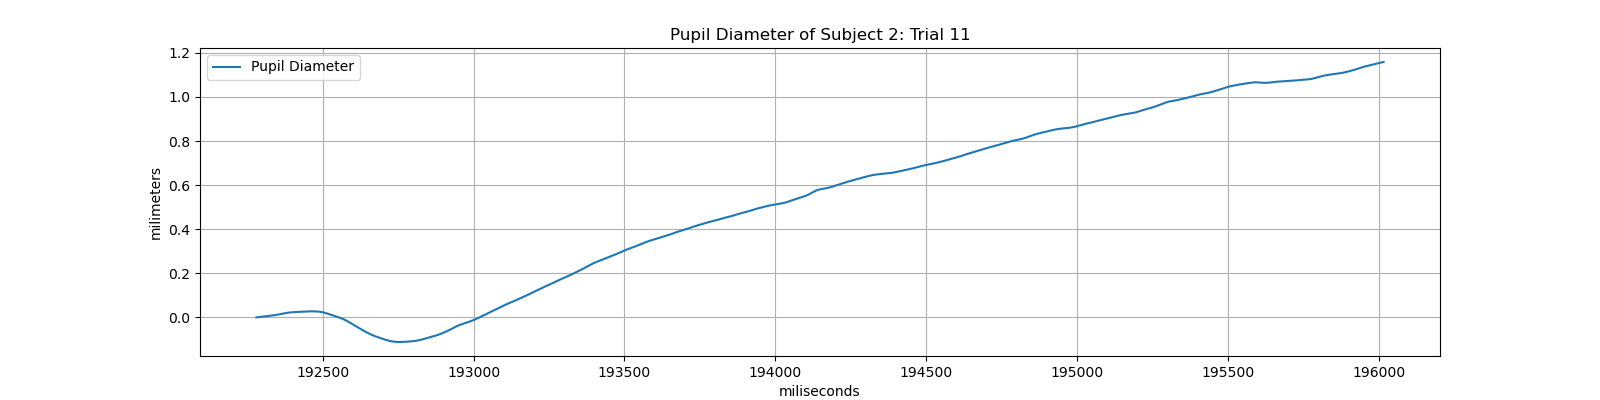 Pupil Diameter of Subject 2: Trial 11
Pupil Diameter
1.2
1.0
0.8
0.6
0.4
0.2
0.0
milimeters
192500 193000 193500 194000 194500 195000 195500 196000
miliseconds